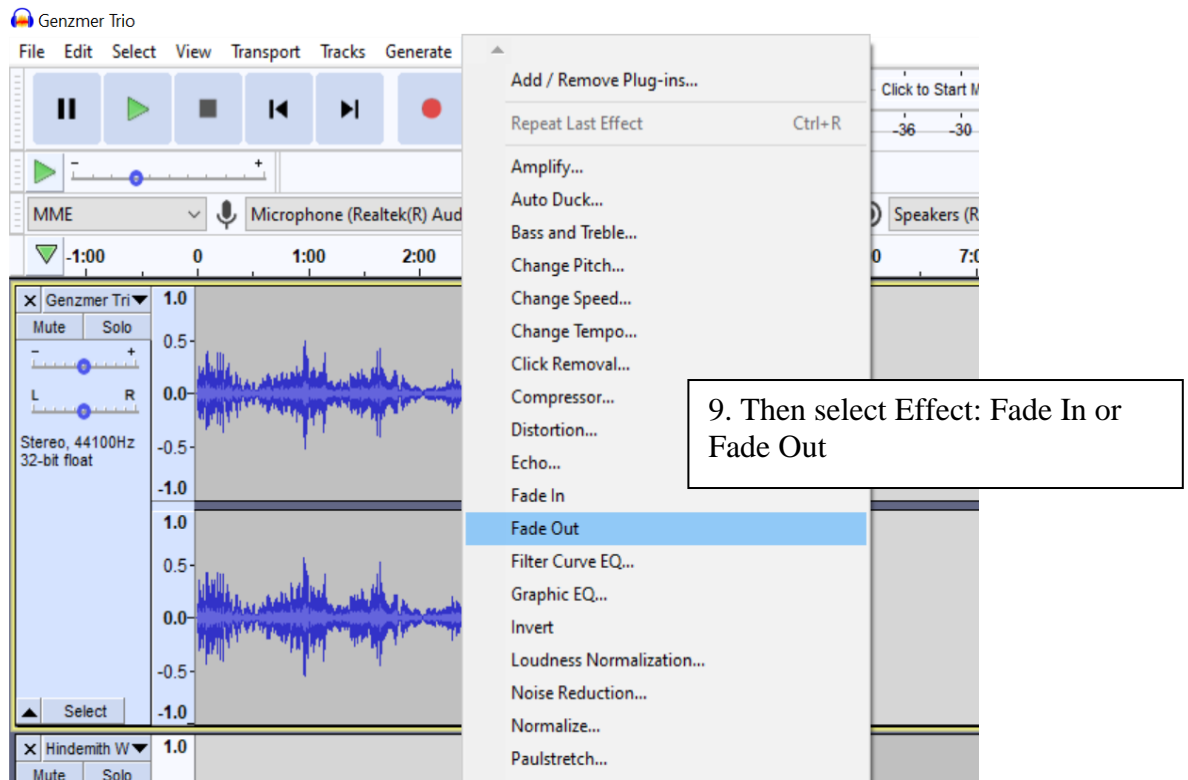 Genzmer Trio
File Edit Select View Transport Tracks Generate
Add / Remove Plug-ins...
Repeat Last Effect Ctrl+R
Click to Start M
-36 -30
- +
Amplify...
Auto Duck...
Bass and Treble...
Change Pitch...
Change Speed...
Change Tempo...
Click Removal...
Compressor...
Distortion...
Echo...
Fade In
Fade Out
Filter Curve EQ...
Graphic EQ...
Invert
Loudness Normalization...
Noise Reduction...
Normalize...
Paulstretch...
MME
Microphone (Realtek(R) Aud
Speakers (R
-1:00 0 1:00 2:00
0 7:0
Genzmer Tri
Mute Solo
- +
L R
Stereo, 44100Hz
32-bit float
Select
1.0
0.5
0.0
-0.5
-1.0
1.0
0.5
0.0
-0.5
-1.0
9. Then select Effect: Fade In or
Fade Out
Hindemith W
1.0
Mute Solo